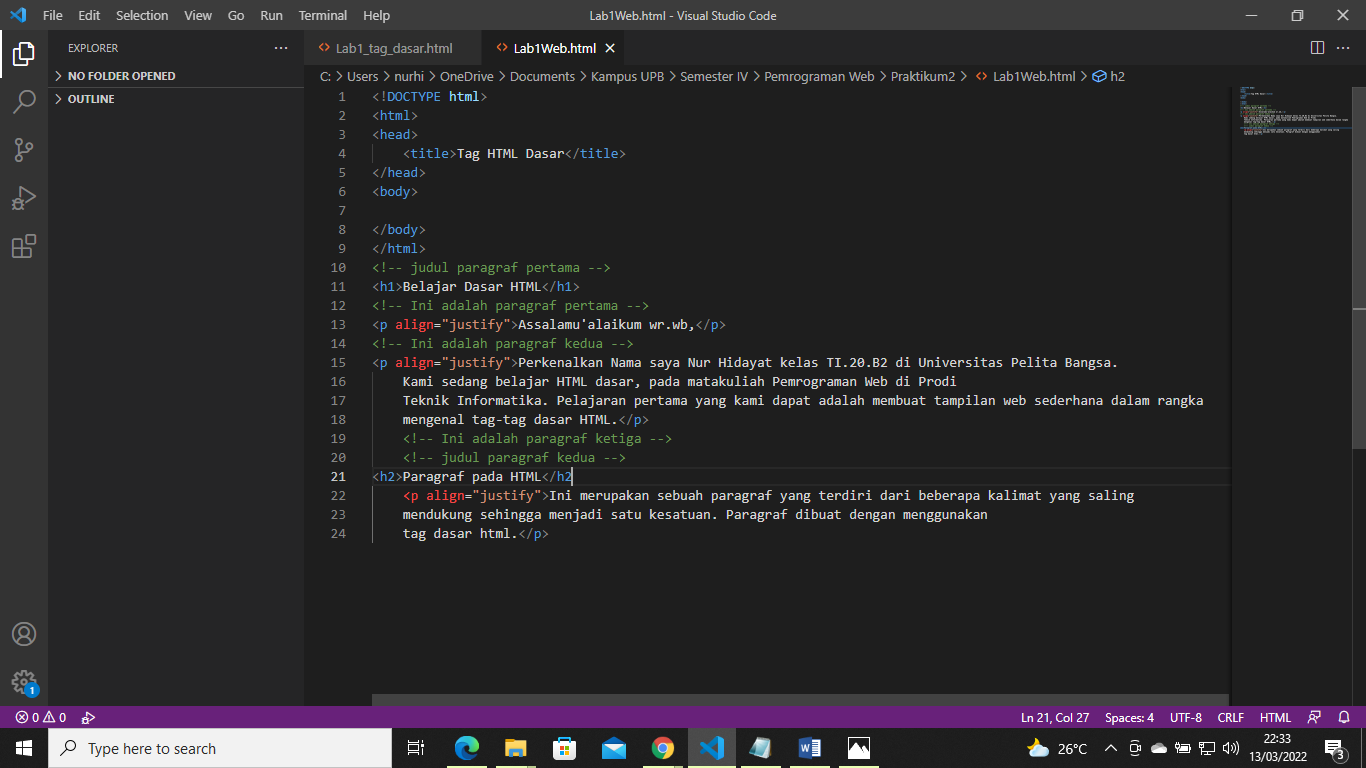 File Edit Selection View Go Run Terminal Help
Lab1Web.html - Visual Studio Code
EXPLORER
NO FOLDER OPENED
OUTLINE
Lab1_tag_dasar.html
Lab1Web.html
C: > Users > nurhi > OneDrive > Documents > Kampus UPB > Semester IV > Pemrograman Web > Praktikum2 > Lab1Web.html > h2
1 <!DOCTYPE html>
2 <html>
3 <head>
4     <title>Tag HTML Dasar</title>
5 </head>
6 <body>
7
8 </body>
9 </html>
10 <!-- judul paragraf pertama -->
11 <h1>Belajar Dasar HTML</h1>
12 <!-- Ini adalah paragraf pertama -->
13 <p align="justify">Assalamu'alaikum wr.wb,</p>
14 <!-- Ini adalah paragraf kedua -->
15 <p align="justify">Perkenalkan Nama saya Nur Hidayat kelas TI.20.B2 di Universitas Pelita Bangsa.
16     Kami sedang belajar HTML dasar, pada matakuliah Pemrograman Web di Prodi
17     Teknik Informatika. Pelajaran pertama yang kami dapat adalah membuat tampilan web sederhana dalam rangka
18     mengenal tag-tag dasar HTML.</p>
19     <!-- Ini adalah paragraf ketiga -->
20     <!-- judul paragraf kedua -->
21 <h2>Paragraf pada HTML</h2
22     <p align="justify">Ini merupakan sebuah paragraf yang terdiri dari beberapa kalimat yang saling
23     mendukung sehingga menjadi satu kesatuan. Paragraf dibuat dengan menggunakan
24     tag dasar html.</p>
1
0 0
Ln 21, Col 27 Spaces: 4 UTF-8 CRLF HTML
Type here to search
26°C
22:33
13/03/2022
3